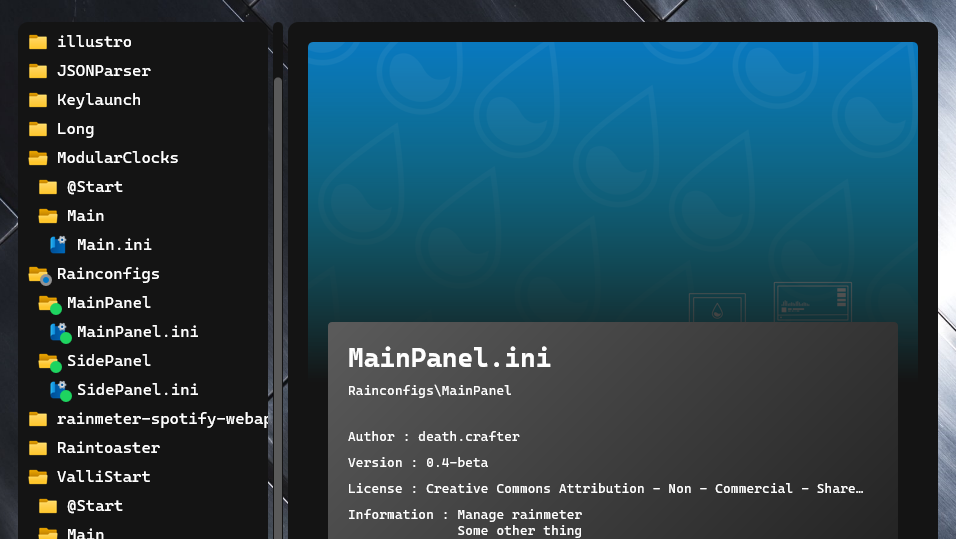 illustro
JSONParser
Keylaunch
Long
ModularClocks
@Start
Main
Main.ini
Rainconfigs
MainPanel
MainPanel.ini
SidePanel
SidePanel.ini
rainmeter-spotify-webap
Raintoaster
ValliStart
@Start
Main
MainPanel.ini
Rainconfigs\MainPanel
Author : death.crafter
Version : 0.4-beta
License : Creative Commons Attribution - Non - Commercial - Share…
Information : Manage rainmeter
Some other thing